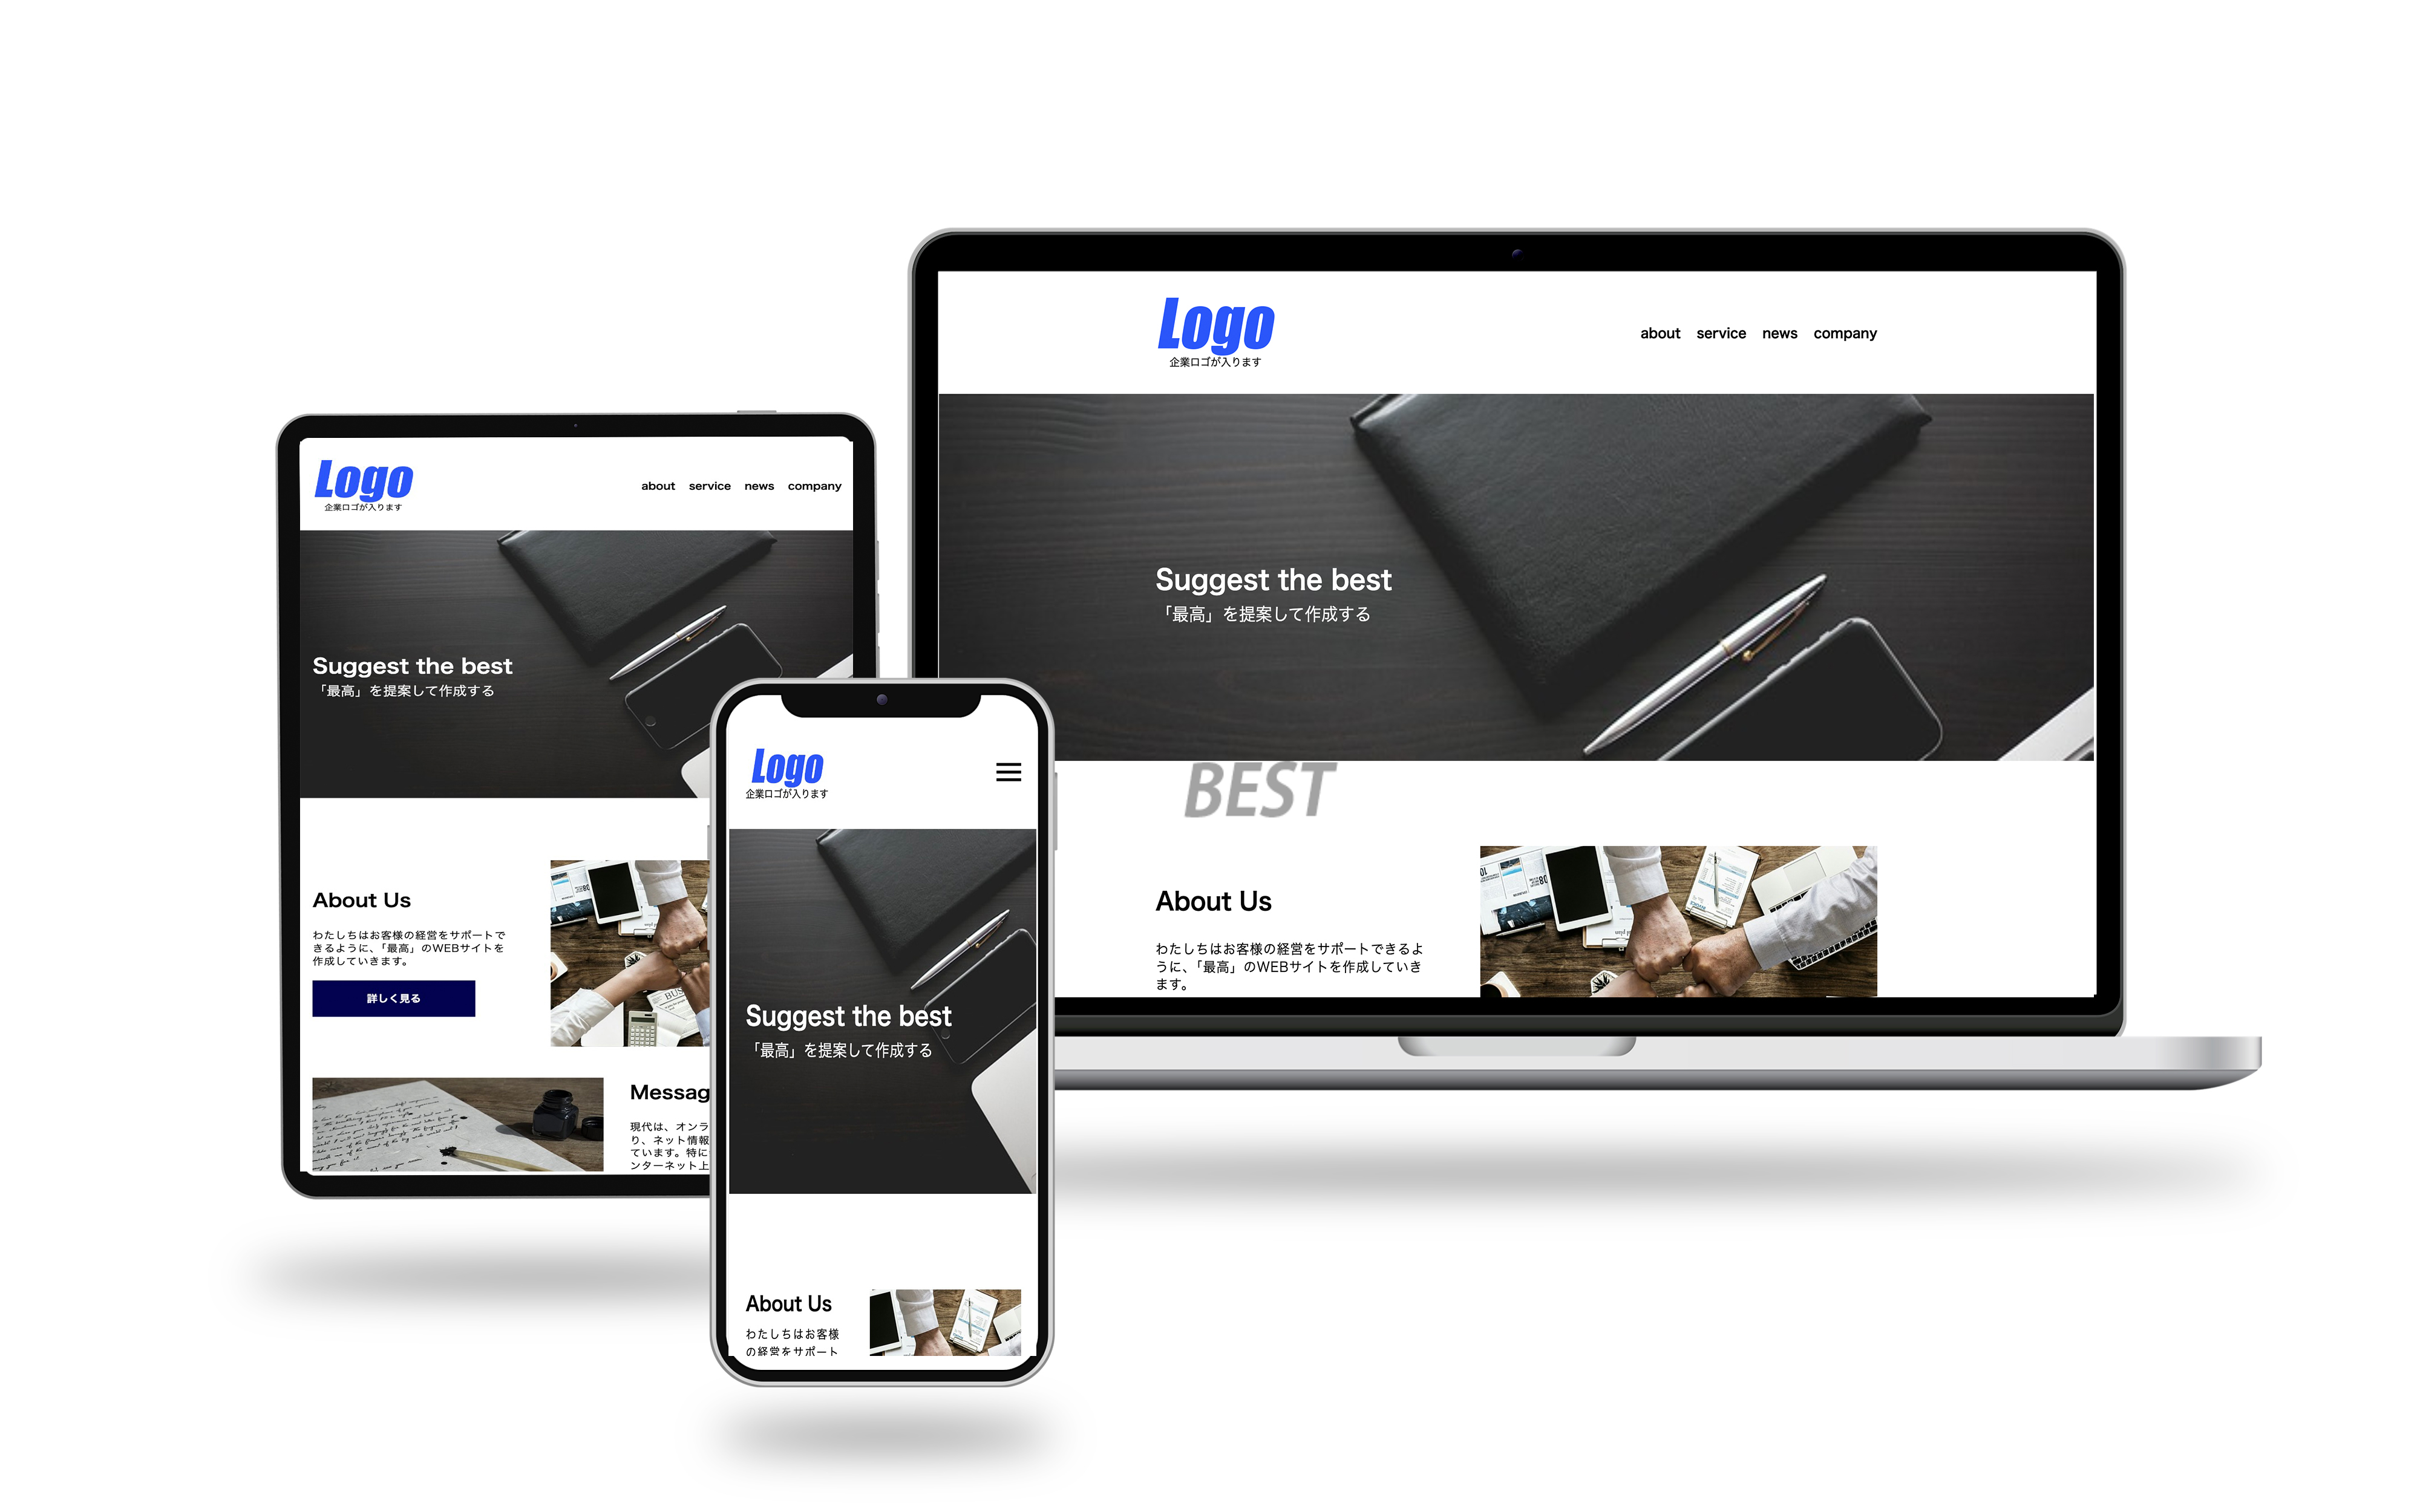 Logo
企業ロゴが入ります
about service news company
Suggest the best
「最高」を提案して作成する
BEST
About Us
わたしちはお客様の経営をサポートできるよ
うに、「最高」のWEBサイトを作成していき
ます。
Logo
企業ロゴが入ります
about service news company
Suggest the best
「最高」を提案して作成する
About Us
わたしちはお客様の経営をサポートで
きるように、「最高」のWEBサイトを
作成していきます。
詳しく見る
Messag
現代は、オンラ
り、ネット情報
ています。特に
ンターネット上
Logo
企業ロゴが入ります
Suggest the best
「最高」を提案して作成する
About Us
わたしちはお客様
の経営をサポート